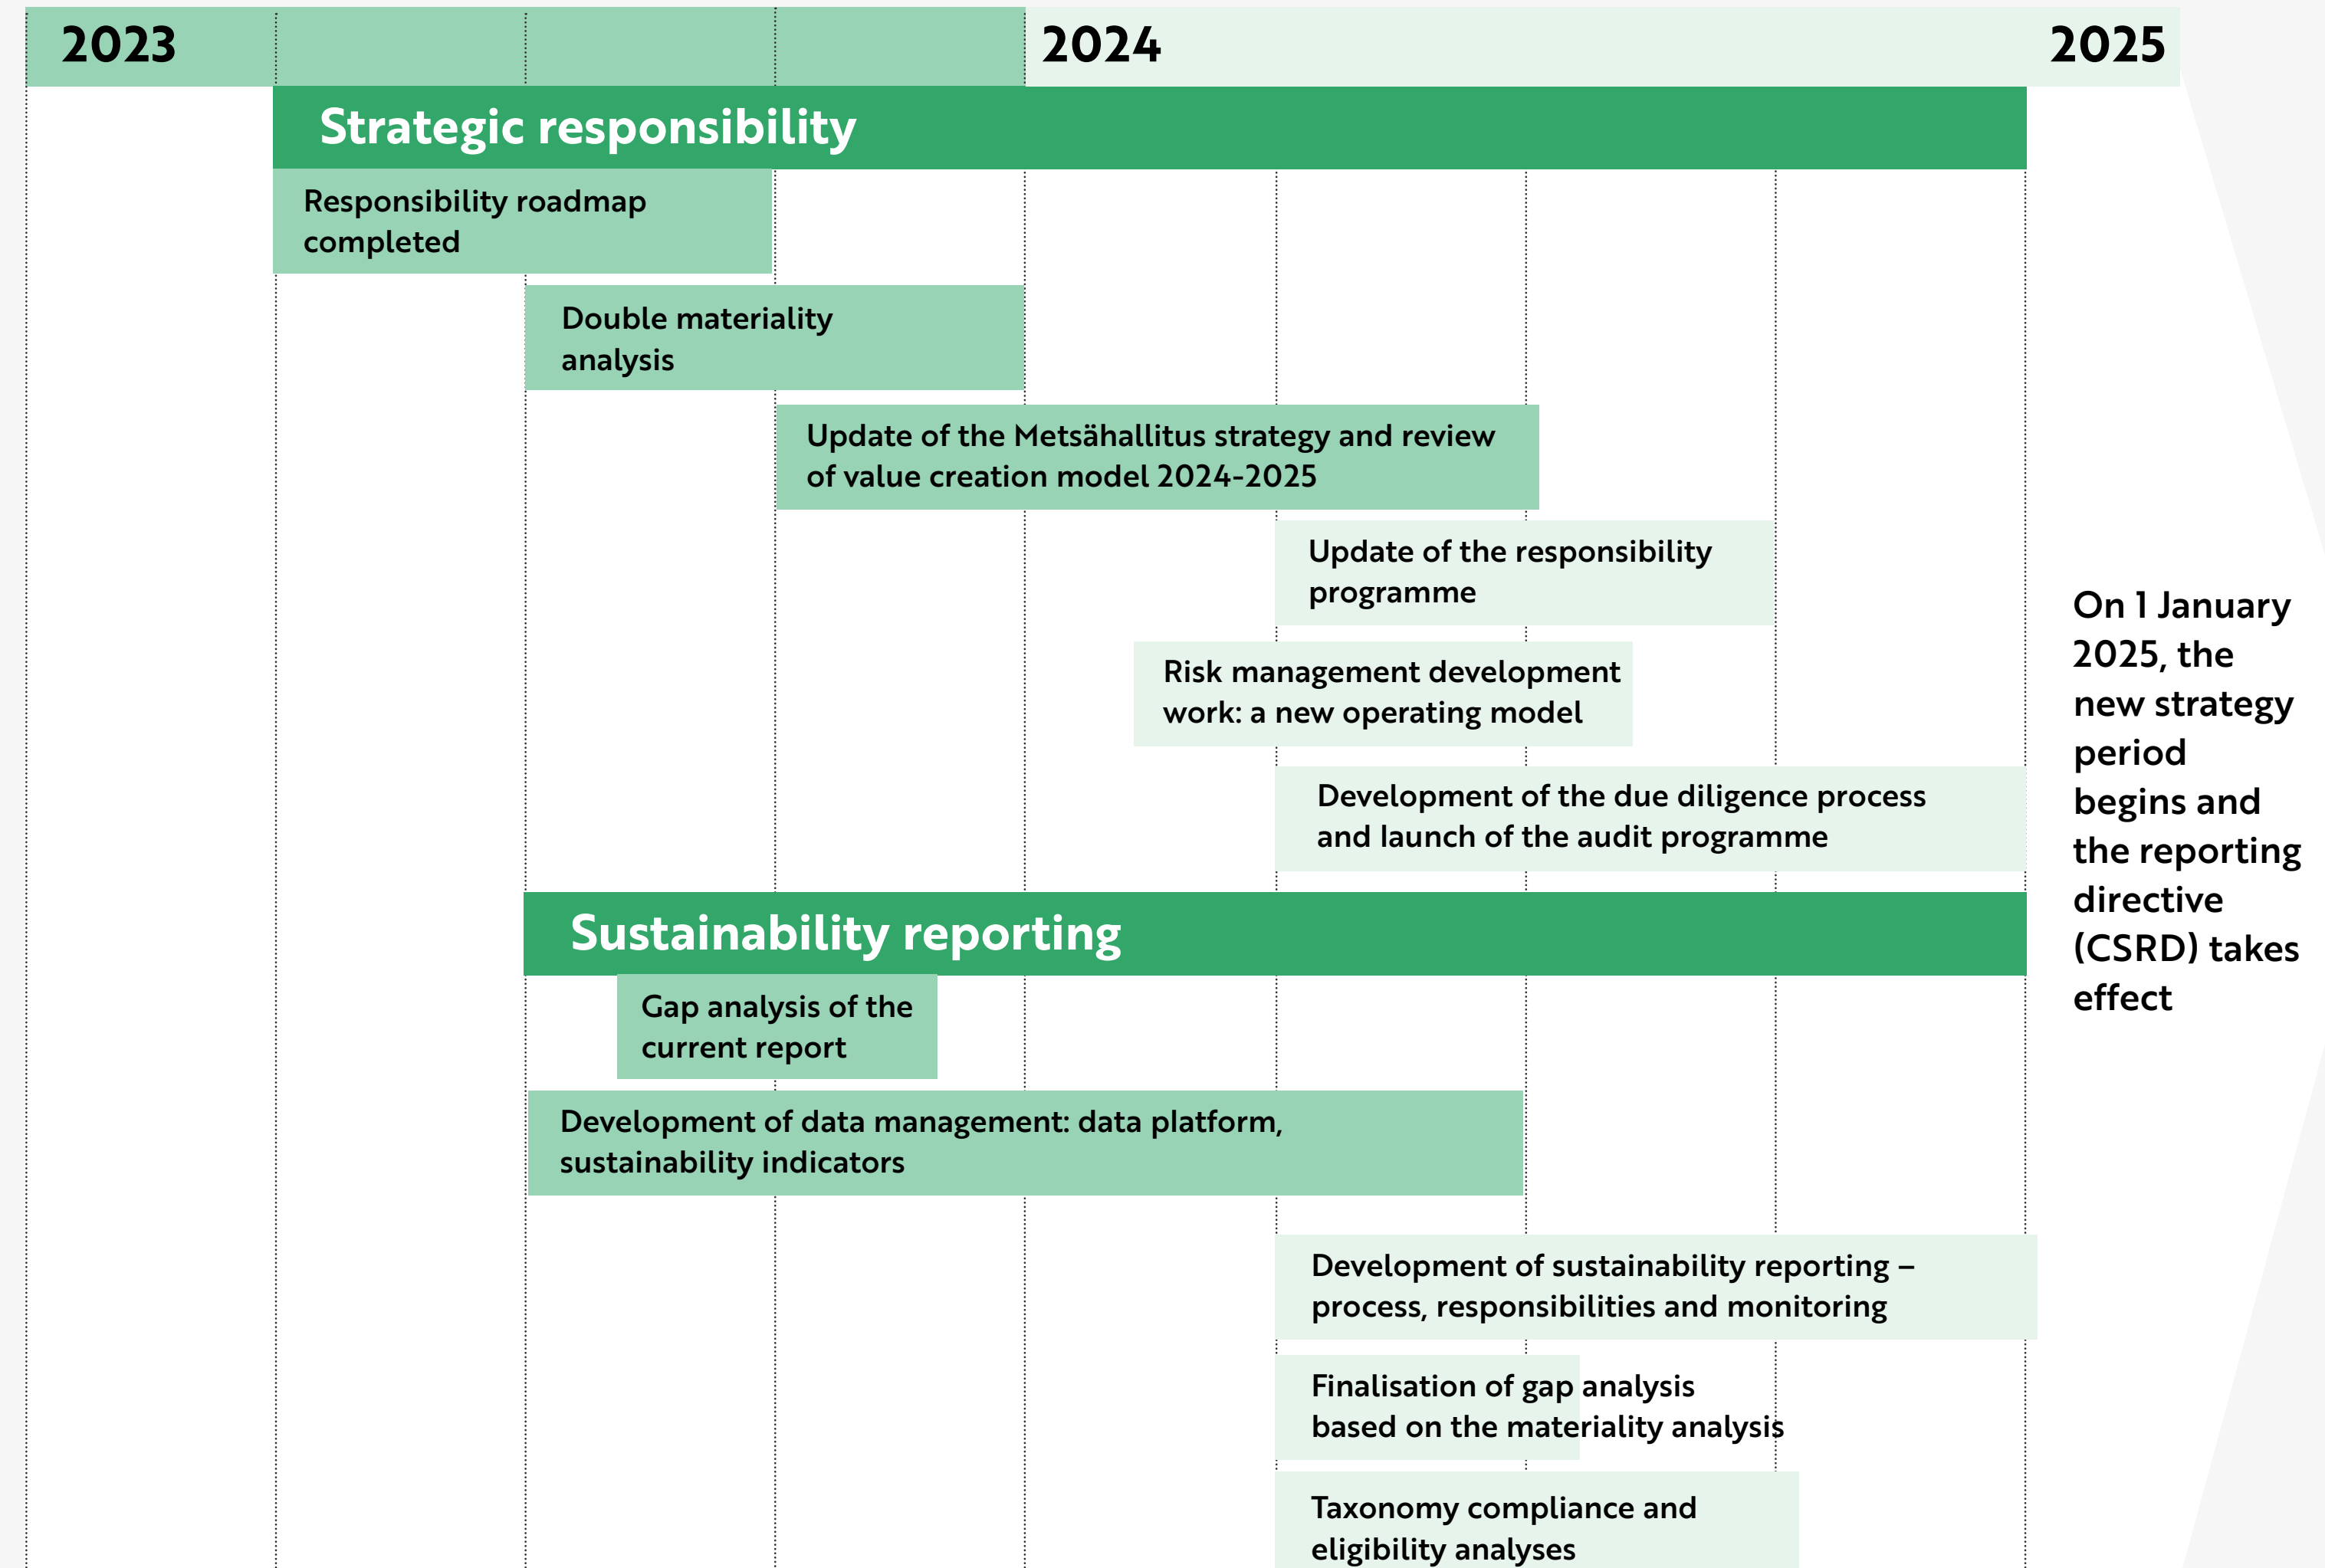 2023
2024
2025
Strategic responsibility
Responsibility roadmap
completed
Double materiality
analysis
Update of the Metsähallitus strategy and review
of value creation model 2024-2025
Update of the responsibility
programme
Risk management development
work: a new operating model
Development of the due diligence process
and launch of the audit programme
Sustainability reporting
Gap analysis of the
current report
Development of data management: data platform,
sustainability indicators
Development of sustainability reporting –
process, responsibilities and monitoring
Finalisation of gap analysis
based on the materiality analysis
Taxonomy compliance and
eligibility analyses
On 1 January
2025, the
new strategy
period
begins and
the reporting
directive
(CSRD) takes
effect